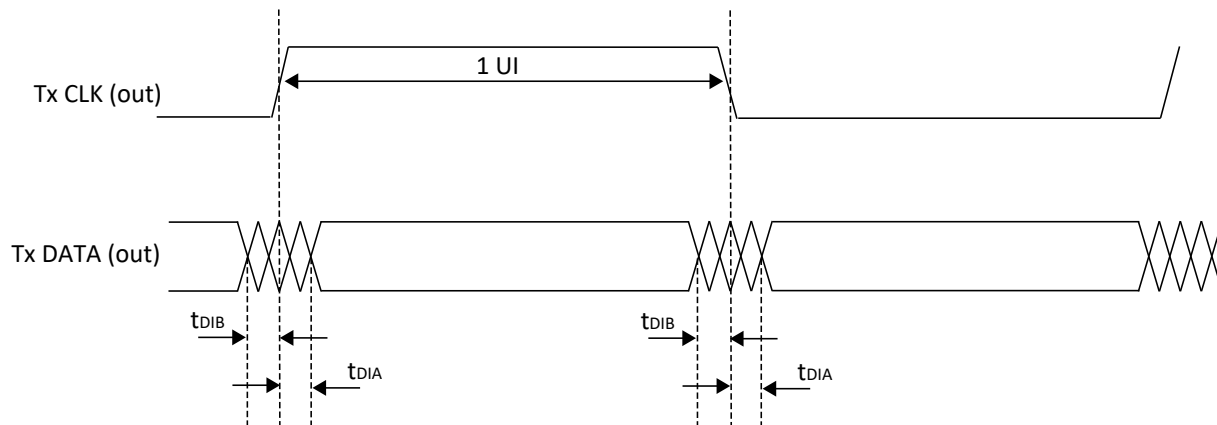 1 UI
Tx CLK (out)
Tx DATA (out)
tDIB
tDIB
tDIA
tDIA